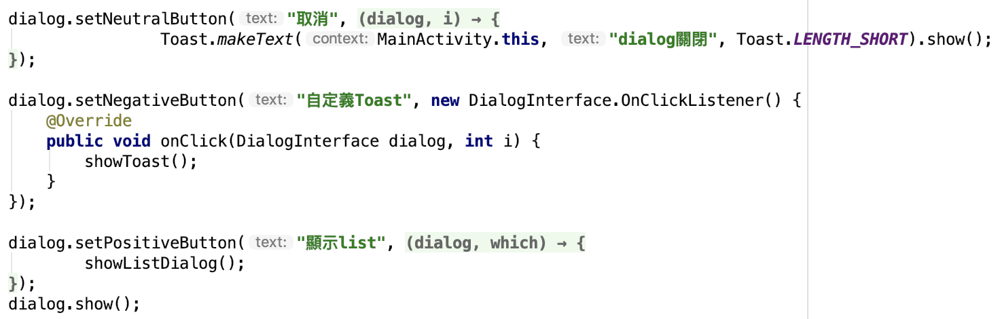 dialog.setNeutralButton( text: "取消", (dialog, i) → {
Toast.makeText( context: MainActivity.this, text: "dialog關閉", Toast.LENGTH_SHORT).show();
});
dialog.setNegativeButton( text: "自定義Toast", new DialogInterface.OnClickListener() {
@Override
public void onClick(DialogInterface dialog, int i) {
showToast();
}
});
dialog.setPositiveButton( text: "顯示list", (dialog, which) → {
showListDialog();
});
dialog.show();